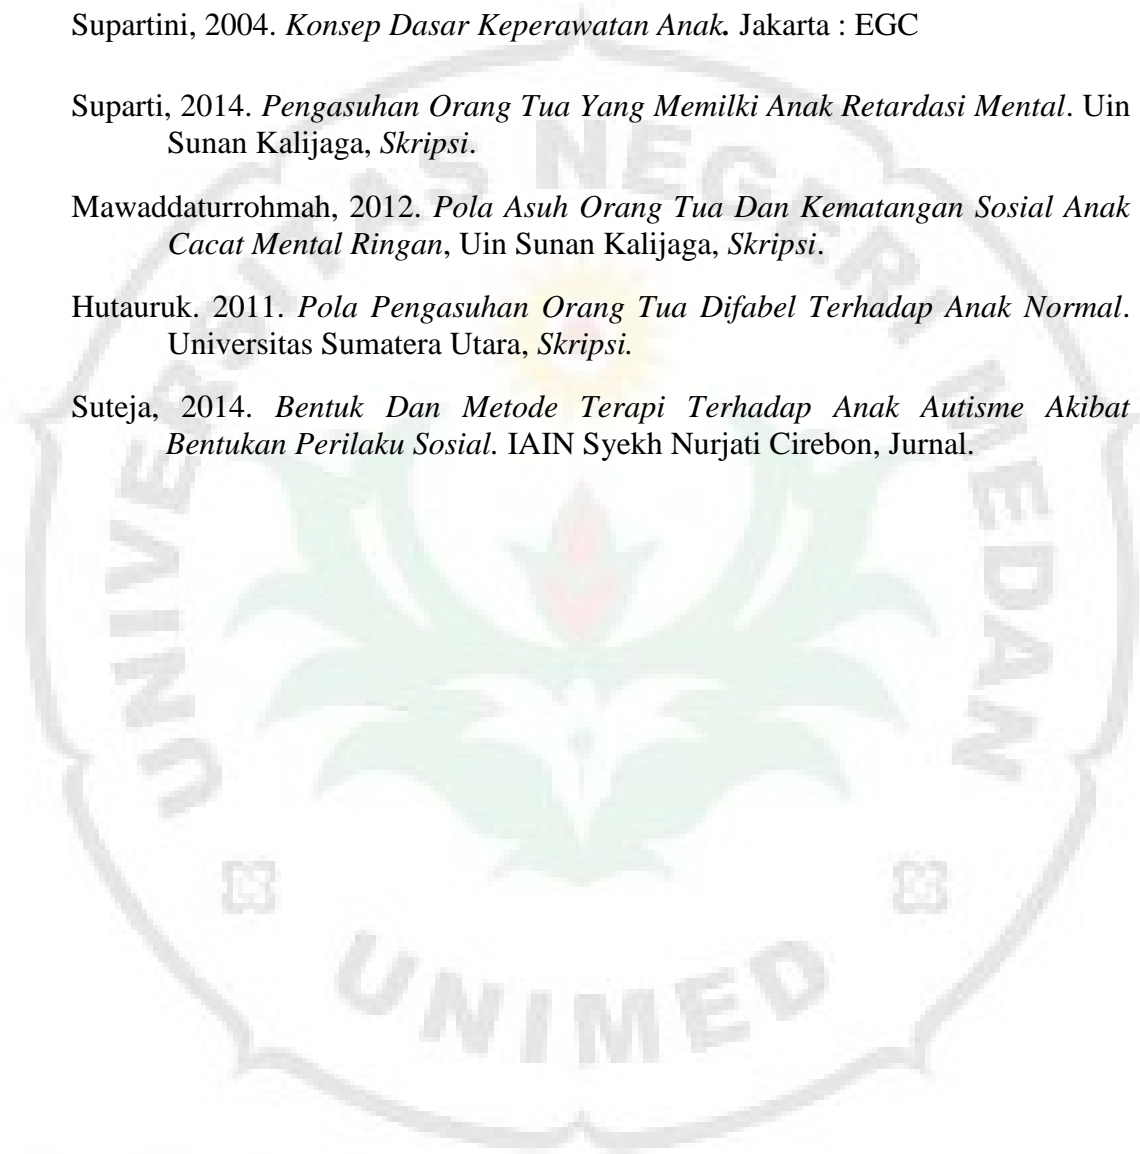 Supartini, 2004. Konsep Dasar Keperawatan Anak. Jakarta : EGC
Suparti, 2014. Pengasuhan Orang Tua Yang Memilki Anak Retardasi Mental. Uin
Sunan Kalijaga, Skripsi.
Mawaddaturrohmah, 2012. Pola Asuh Orang Tua Dan Kematangan Sosial Anak
Cacat Mental Ringan, Uin Sunan Kalijaga, Skripsi.
Hutauruk. 2011. Pola Pengasuhan Orang Tua Difabel Terhadap Anak Normal.
Universitas Sumatera Utara, Skripsi.
Suteja, 2014. Bentuk Dan Metode Terapi Terhadap Anak Autisme Akibat
Bentukan Perilaku Sosial. IAIN Syekh Nurjati Cirebon, Jurnal.
UNIVERSITAS NEGERI MEDAN
UNIMED